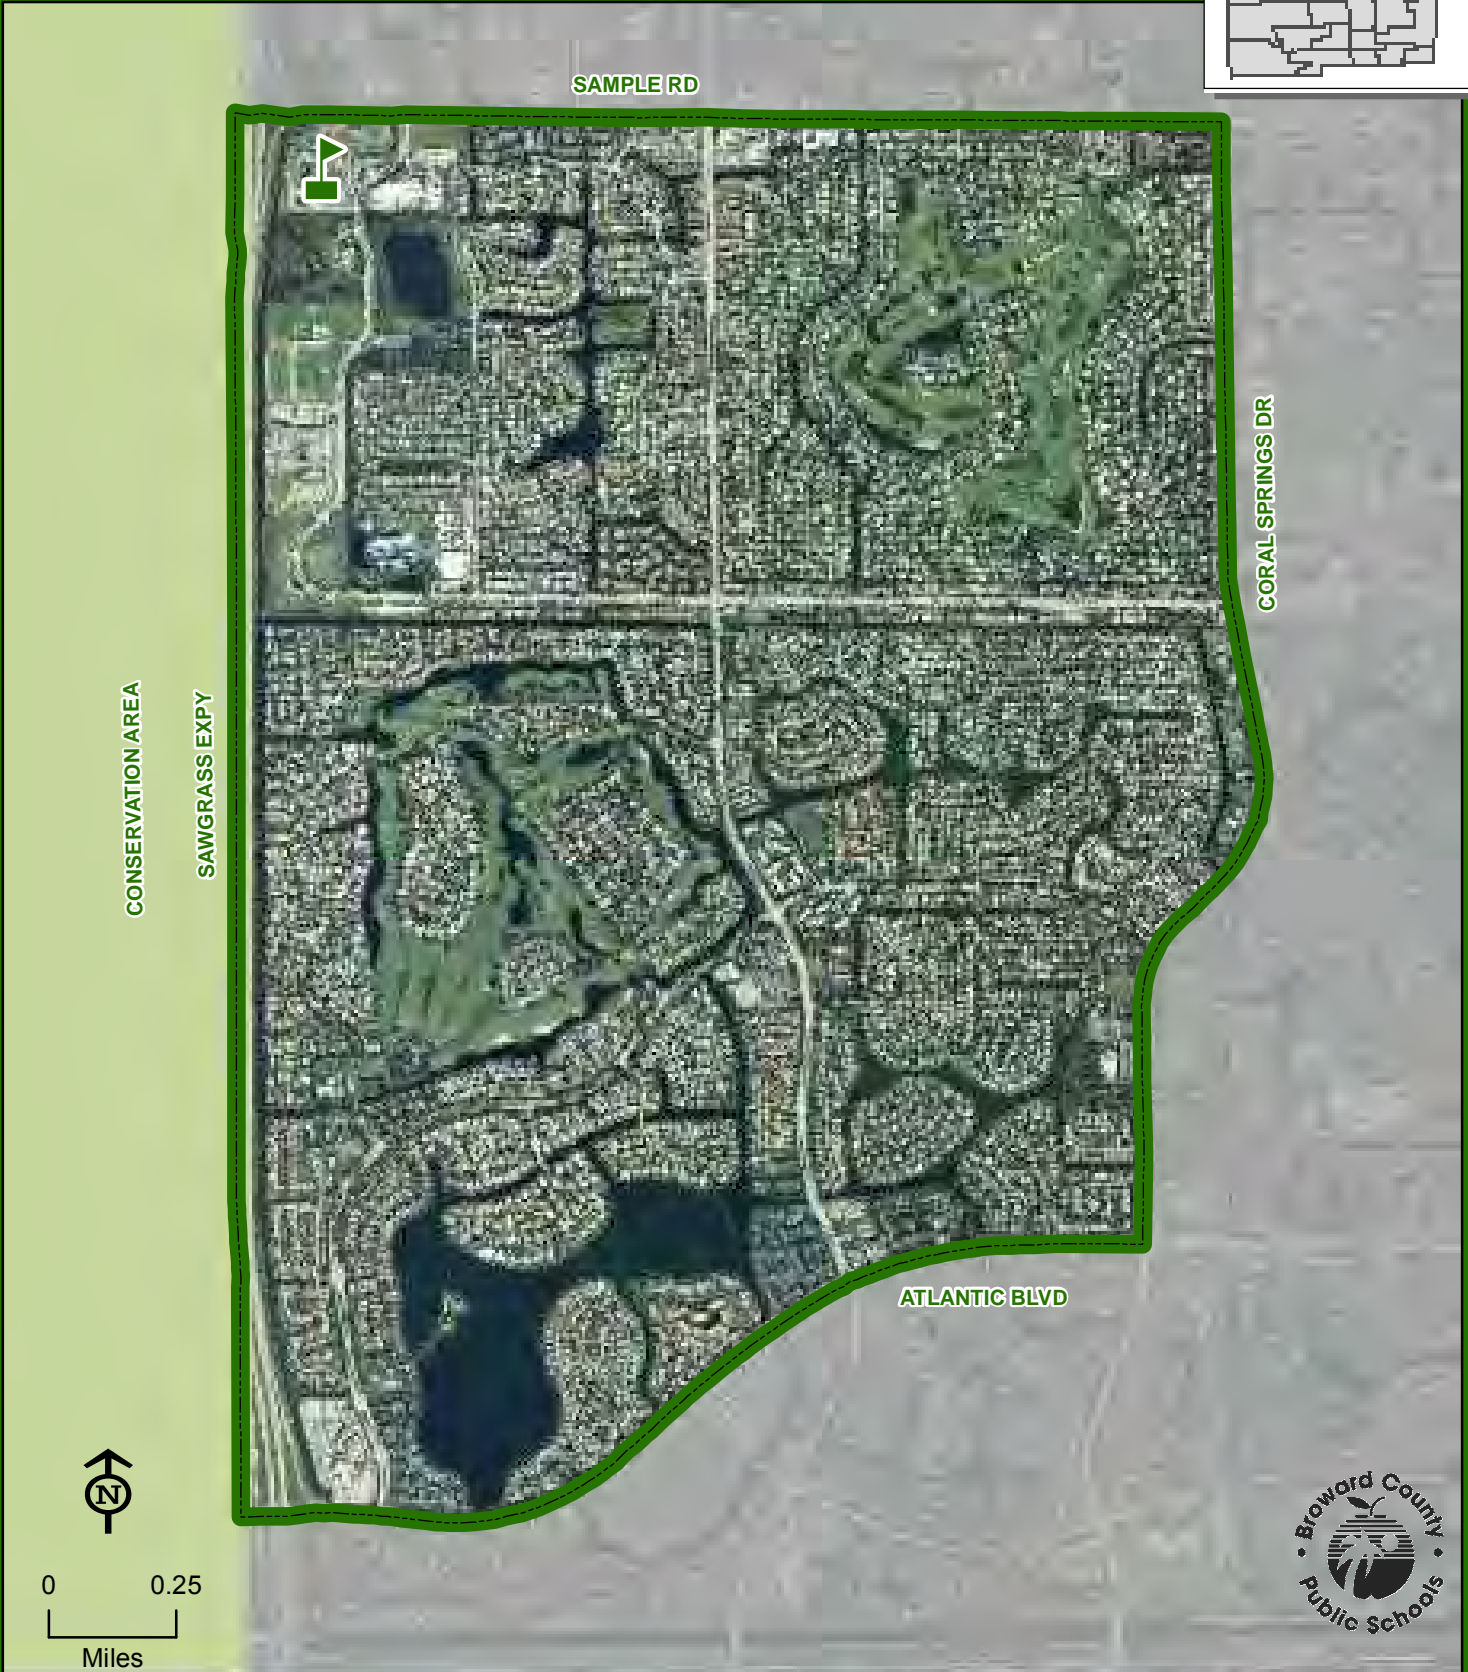 SAMPLE RD
CORAL SPRINGS DR
CONSERVATION AREA
SAWGRASS EXPY
ATLANTIC BLVD
N
0 0.25
Miles
Broward County
Public Schools